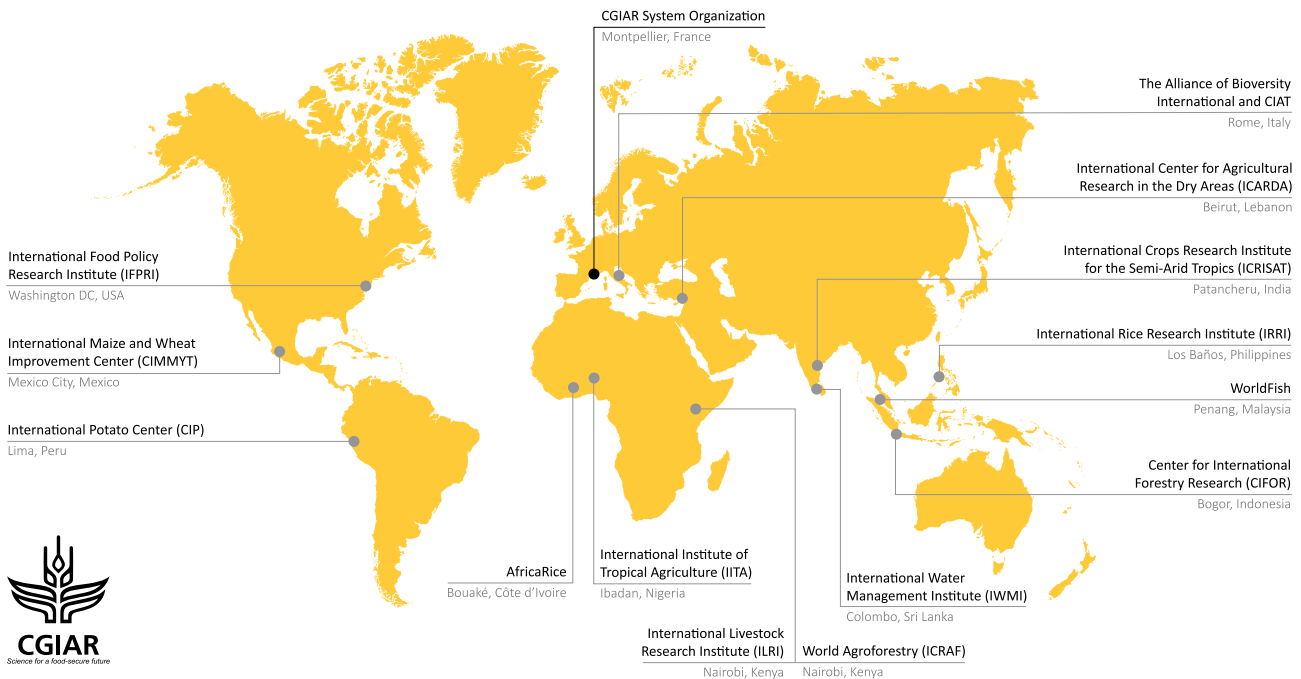 CGIAR System Organization
Montpellier, France
The Alliance of Bioversity
International and CIAT
Rome, Italy
International Center for Agricultural
Research in the Dry Areas (ICARDA)
Beirut, Lebanon
International Crops Research Institute
for the Semi-Arid Tropics (ICRISAT)
Patancheru, India
International Rice Research Institute (IRRI)
Los Baños, Philippines
WorldFish
Penang, Malaysia
Center for International
Forestry Research (CIFOR)
Bogor, Indonesia
International Food Policy
Research Institute (IFPRI)
Washington DC, USA
International Maize and Wheat
Improvement Center (CIMMYT)
Mexico City, Mexico
International Potato Center (CIP)
Lima, Peru
AfricaRice
Bouaké, Côte d’Ivoire
International Institute of
Tropical Agriculture (IITA)
Ibadan, Nigeria
International Water
Management Institute (IWMI)
Colombo, Sri Lanka
International Livestock
Research Institute (ILRI)
Nairobi, Kenya
World Agroforestry (ICRAF)
Nairobi, Kenya
CGIAR
Science for a food-secure future